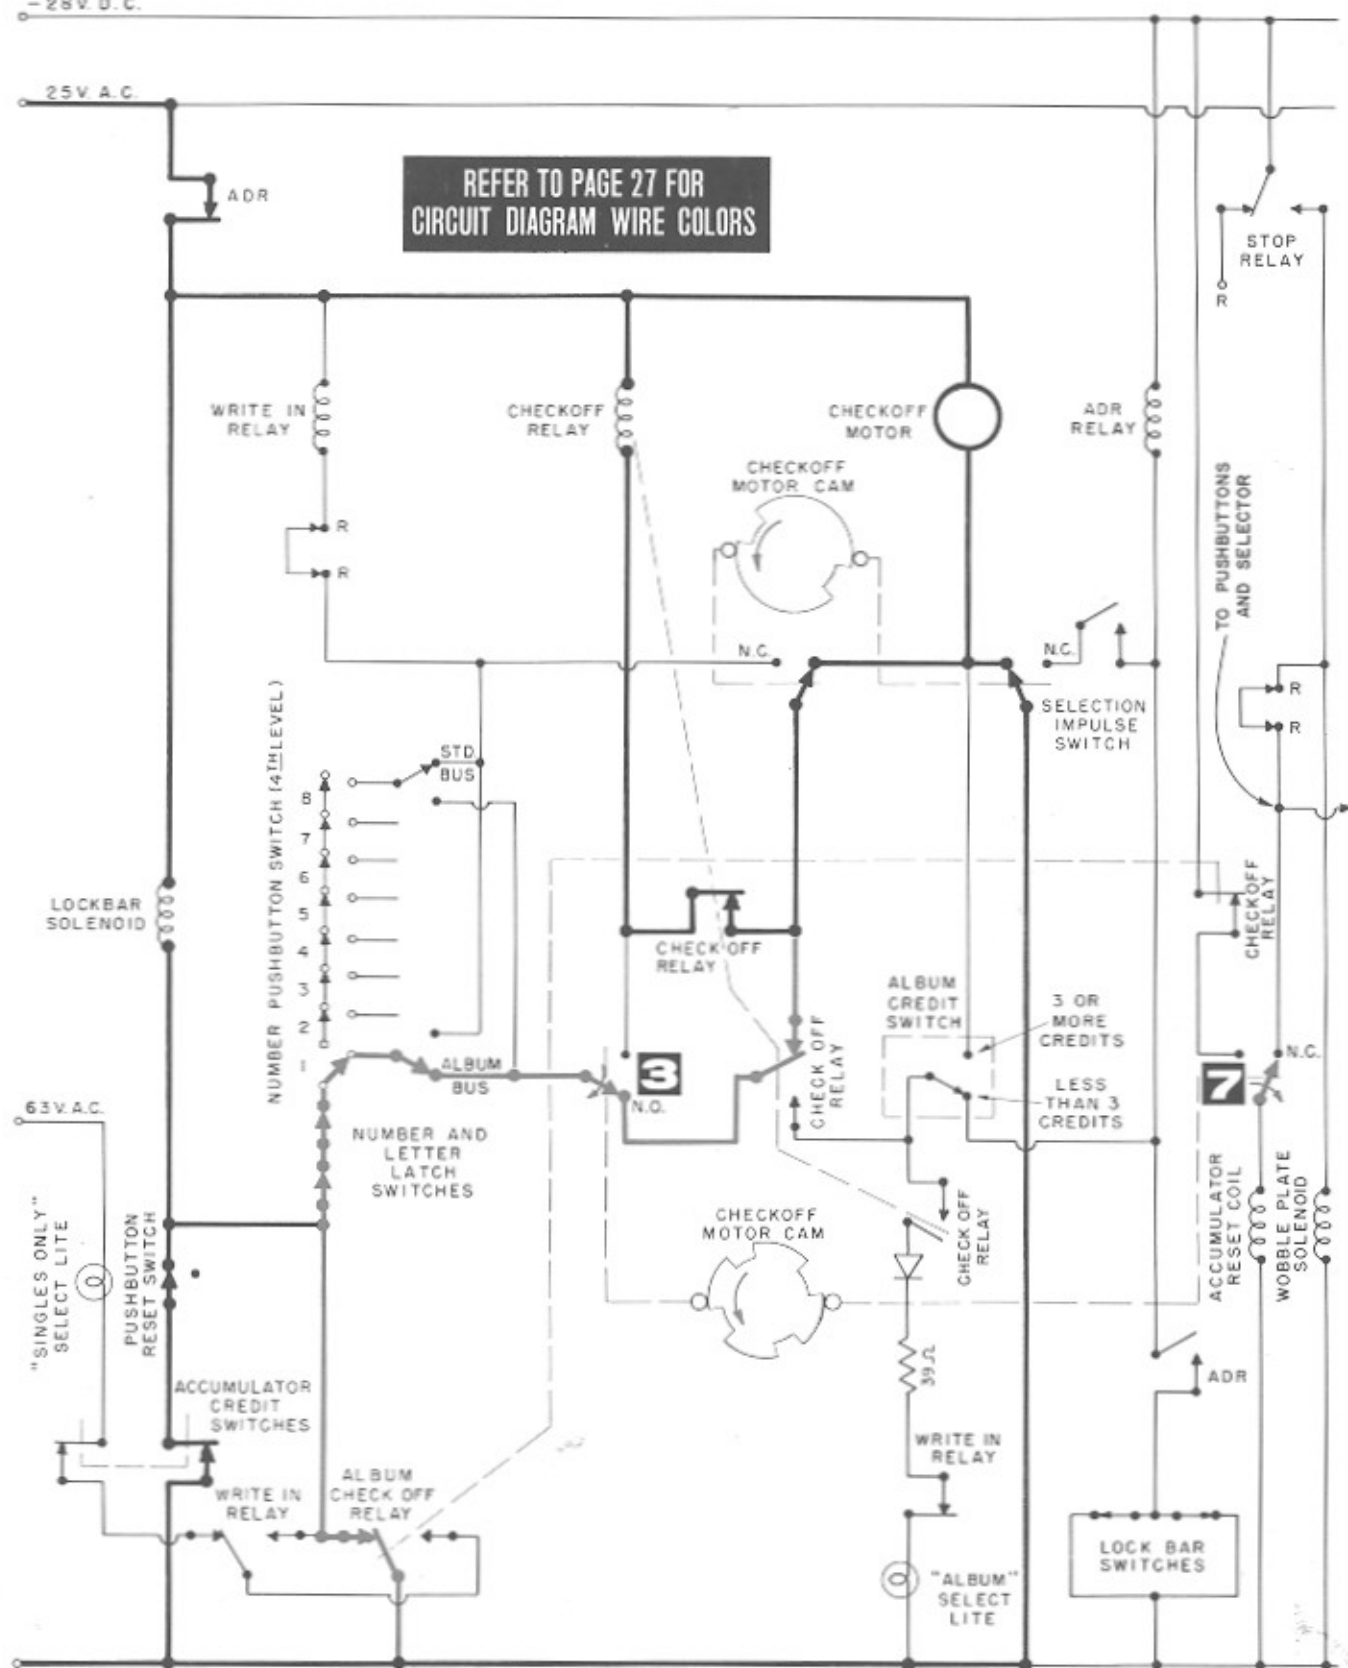 -28V. D.C.
25V. A.C.
ADR
REFER TO PAGE 27 FOR
CIRCUIT DIAGRAM WIRE COLORS
STOP
RELAY
R
WRITE IN
RELAY
CHECKOFF
RELAY
CHECKOFF
MOTOR
ADR
RELAY
CHECKOFF
MOTOR CAM
TO PUSHBUTTONS
AND SELECTOR
R
R
N.C.
N.C.
SELECTION
IMPULSE
SWITCH
R
R
NUMBER PUSHBUTTON SWITCH (4TH LEVEL)
STD.
BUS
8
7
6
5
4
3
2
1
LOCKBAR
SOLENOID
CHECK OFF
RELAY
CHECKOFF
RELAY
ALBUM
CREDIT
SWITCH
3 OR
MORE
CREDITS
LESS
THAN 3
CREDITS
ALBUM
BUS
3
N.O.
CHECK OFF
RELAY
7
N.C.
63V. A.C.
NUMBER AND
LETTER
LATCH
SWITCHES
"SINGLES ONLY"
SELECT LITE
PUSHBUTTON
RESET SWITCH
CHECKOFF
MOTOR CAM
CHECK OFF
RELAY
ACCUMULATOR
RESET COIL
WOBBLE PLATE
SOLENOID
39Ω
ADR
ACCUMULATOR
CREDIT
SWITCHES
WRITE IN
RELAY
ALBUM
CHECK OFF
RELAY
WRITE IN
RELAY
LOCK BAR
SWITCHES
"ALBUM"
SELECT
LITE